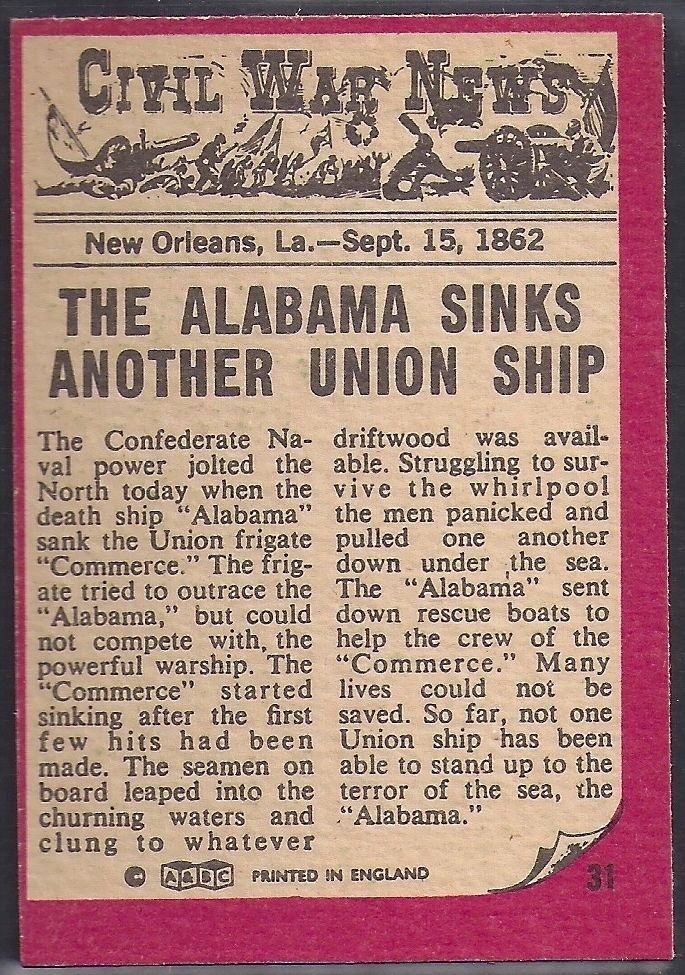 CIVIL WAR NEWS
New Orleans, La.—Sept. 15, 1862
THE ALABAMA SINKS
ANOTHER UNION SHIP
The Confederate Na-
val power jolted the
North today when the
death ship "Alabama"
sank the Union frigate
"Commerce." The frig-
ate tried to outrace the
"Alabama," but could
not compete with, the
powerful warship. The
"Commerce" started
sinking after the first
few hits had been
made. The seamen on
board leaped into the
churning waters and
clung to whatever
driftwood was avail-
able. Struggling to sur-
vive the whirlpool
the men panicked and
pulled one another
down under the sea.
The "Alabama" sent
down rescue boats to
help the crew of the
"Commerce." Many
lives could not be
saved. So far, not one
Union ship has been
able to stand up to the
terror of the sea, the
"Alabama."
© A&BC PRINTED IN ENGLAND
31